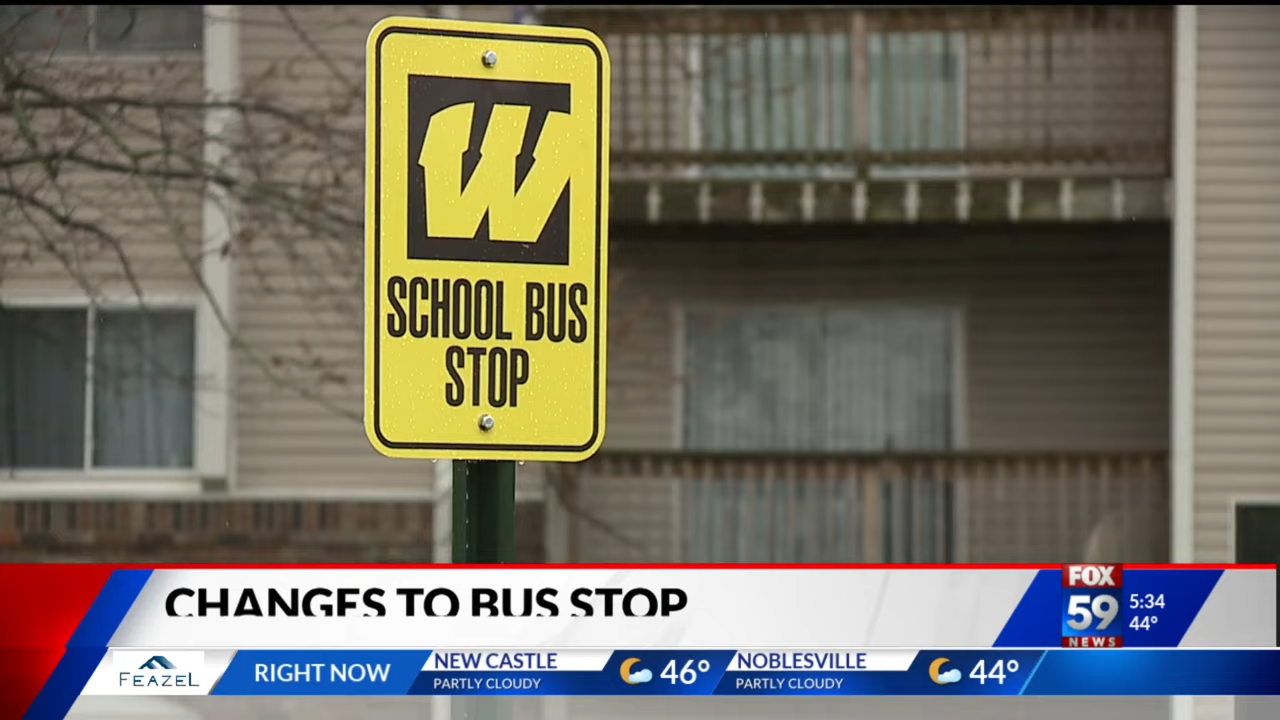 W
SCHOOL BUS
STOP
CHANGES TO BUS STOP
FOX
59
NEWS
5:34
44°
FEAZEL
RIGHT NOW
NEW CASTLE
PARTLY CLOUDY
46°
NOBLESVILLE
PARTLY CLOUDY
44°